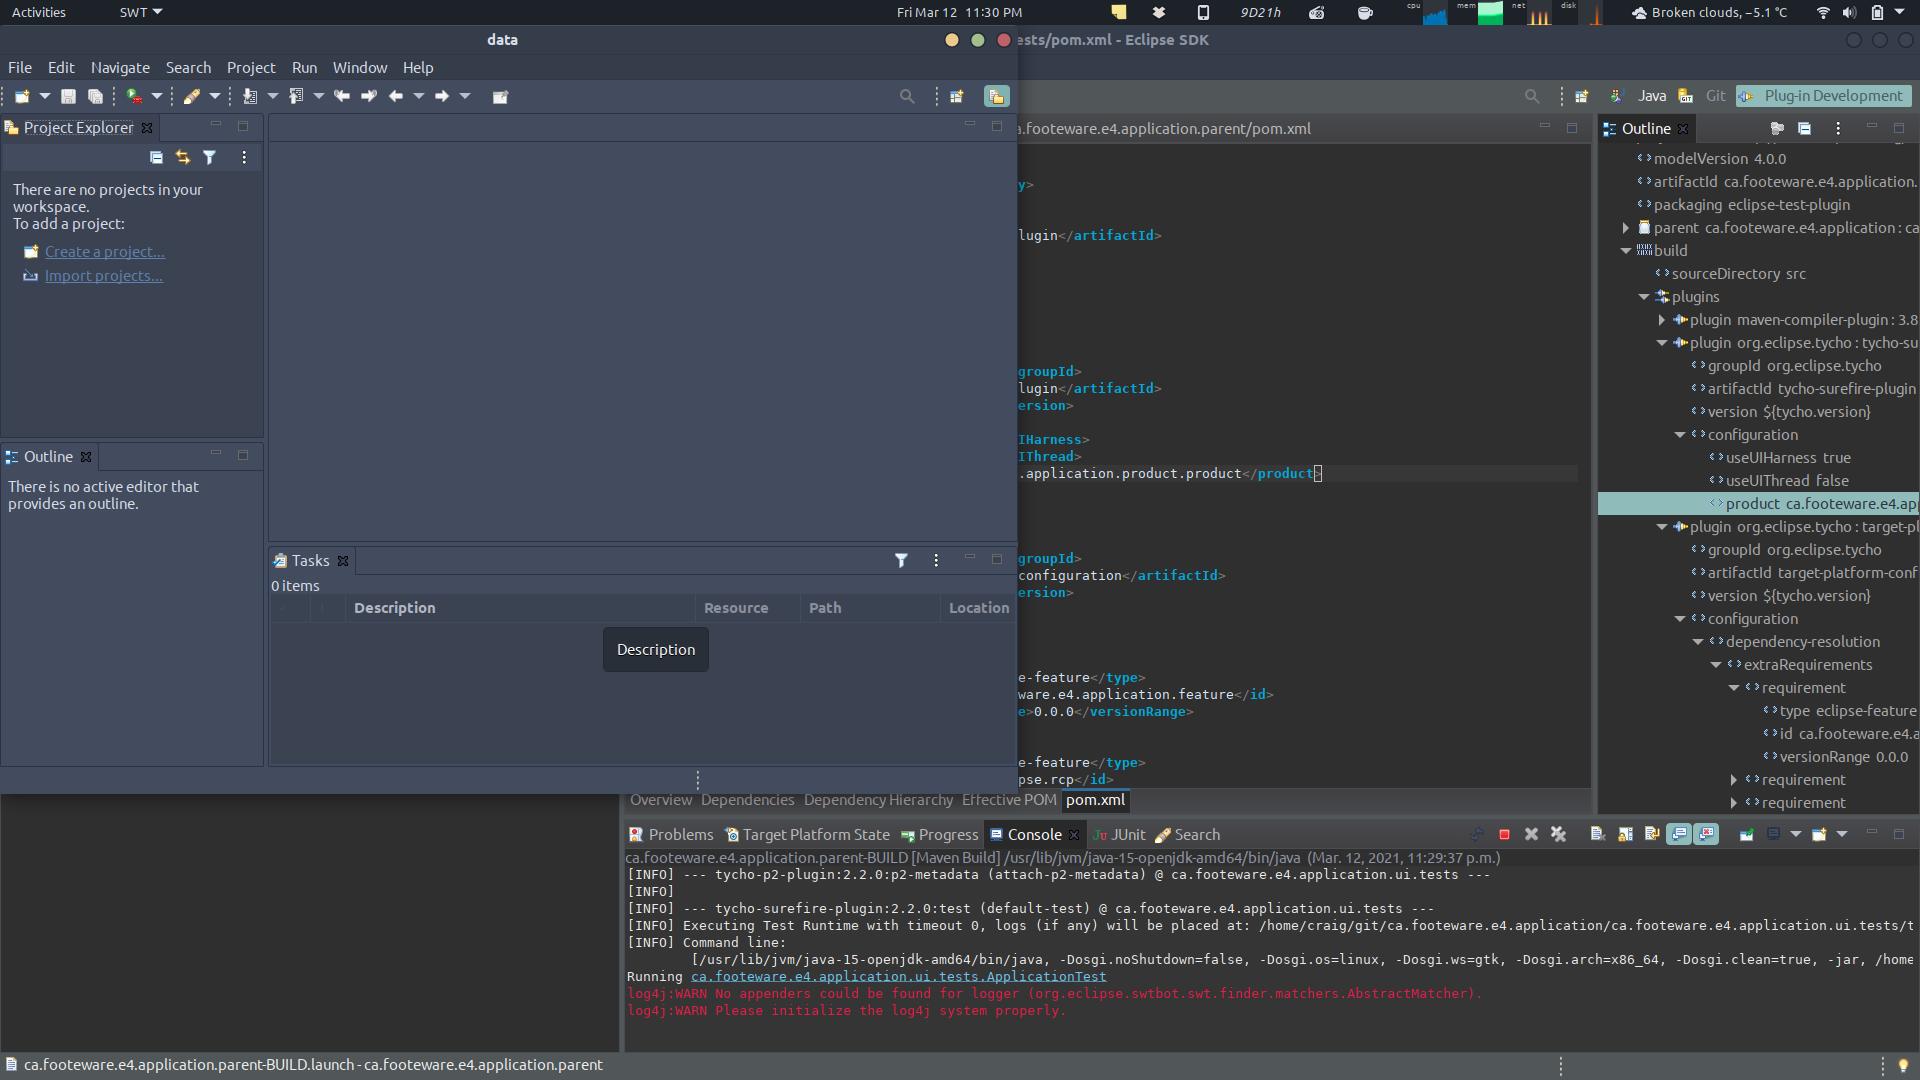 Activities
SWT
Fri Mar 12 11:30 PM
9D21h
cpu
mem
net
disk
Broken clouds, −5.1 °C
data
ests/pom.xml - Eclipse SDK
File Edit Navigate Search Project Run Window Help
Java
Git
Plug-in Development
Project Explorer
There are no projects in your
workspace.
To add a project:
Create a project...
Import projects...
Outline
There is no active editor that
provides an outline.
Tasks
0 items
Description Resource Path Location
Description
a.footeware.e4.application.parent/pom.xml
y>
lugin</artifactId>
groupId>
lugin</artifactId>
ersion>
IHarness>
IThread>
.application.product.product</product>
groupId>
configuration</artifactId>
ersion>
e-feature</type>
ware.e4.application.feature</id>
e>0.0.0</versionRange>
e-feature</type>
pse.rcp</id>
Overview Dependencies Dependency Hierarchy Effective POM pom.xml
Outline
modelVersion 4.0.0
artifactId ca.footeware.e4.application.
packaging eclipse-test-plugin
parent ca.footeware.e4.application : ca
build
sourceDirectory src
plugins
plugin maven-compiler-plugin : 3.8
plugin org.eclipse.tycho : tycho-su
groupId org.eclipse.tycho
artifactId tycho-surefire-plugin
version ${tycho.version}
configuration
useUIHarness true
useUIThread false
product ca.footeware.e4.ap
plugin org.eclipse.tycho : target-pl
groupId org.eclipse.tycho
artifactId target-platform-conf
version ${tycho.version}
configuration
dependency-resolution
extraRequirements
requirement
type eclipse-feature
id ca.footeware.e4.a
versionRange 0.0.0
requirement
requirement
Problems Target Platform State Progress Console JUnit Search
ca.footeware.e4.application.parent-BUILD [Maven Build] /usr/lib/jvm/java-15-openjdk-amd64/bin/java (Mar. 12, 2021, 11:29:37 p.m.)
[INFO] --- tycho-p2-plugin:2.2.0:p2-metadata (attach-p2-metadata) @ ca.footeware.e4.application.ui.tests ---
[INFO]
[INFO] --- tycho-surefire-plugin:2.2.0:test (default-test) @ ca.footeware.e4.application.ui.tests ---
[INFO] Executing Test Runtime with timeout 0, logs (if any) will be placed at: /home/craig/git/ca.footeware.e4.application/ca.footeware.e4.application.ui.tests/t
[INFO] Command line:
[/usr/lib/jvm/java-15-openjdk-amd64/bin/java, -Dosgi.noShutdown=false, -Dosgi.os=linux, -Dosgi.ws=gtk, -Dosgi.arch=x86_64, -Dosgi.clean=true, -jar, /home
Running ca.footeware.e4.application.ui.tests.ApplicationTest
log4j:WARN No appenders could be found for logger (org.eclipse.swtbot.swt.finder.matchers.AbstractMatcher).
log4j:WARN Please initialize the log4j system properly.
ca.footeware.e4.application.parent-BUILD.launch - ca.footeware.e4.application.parent